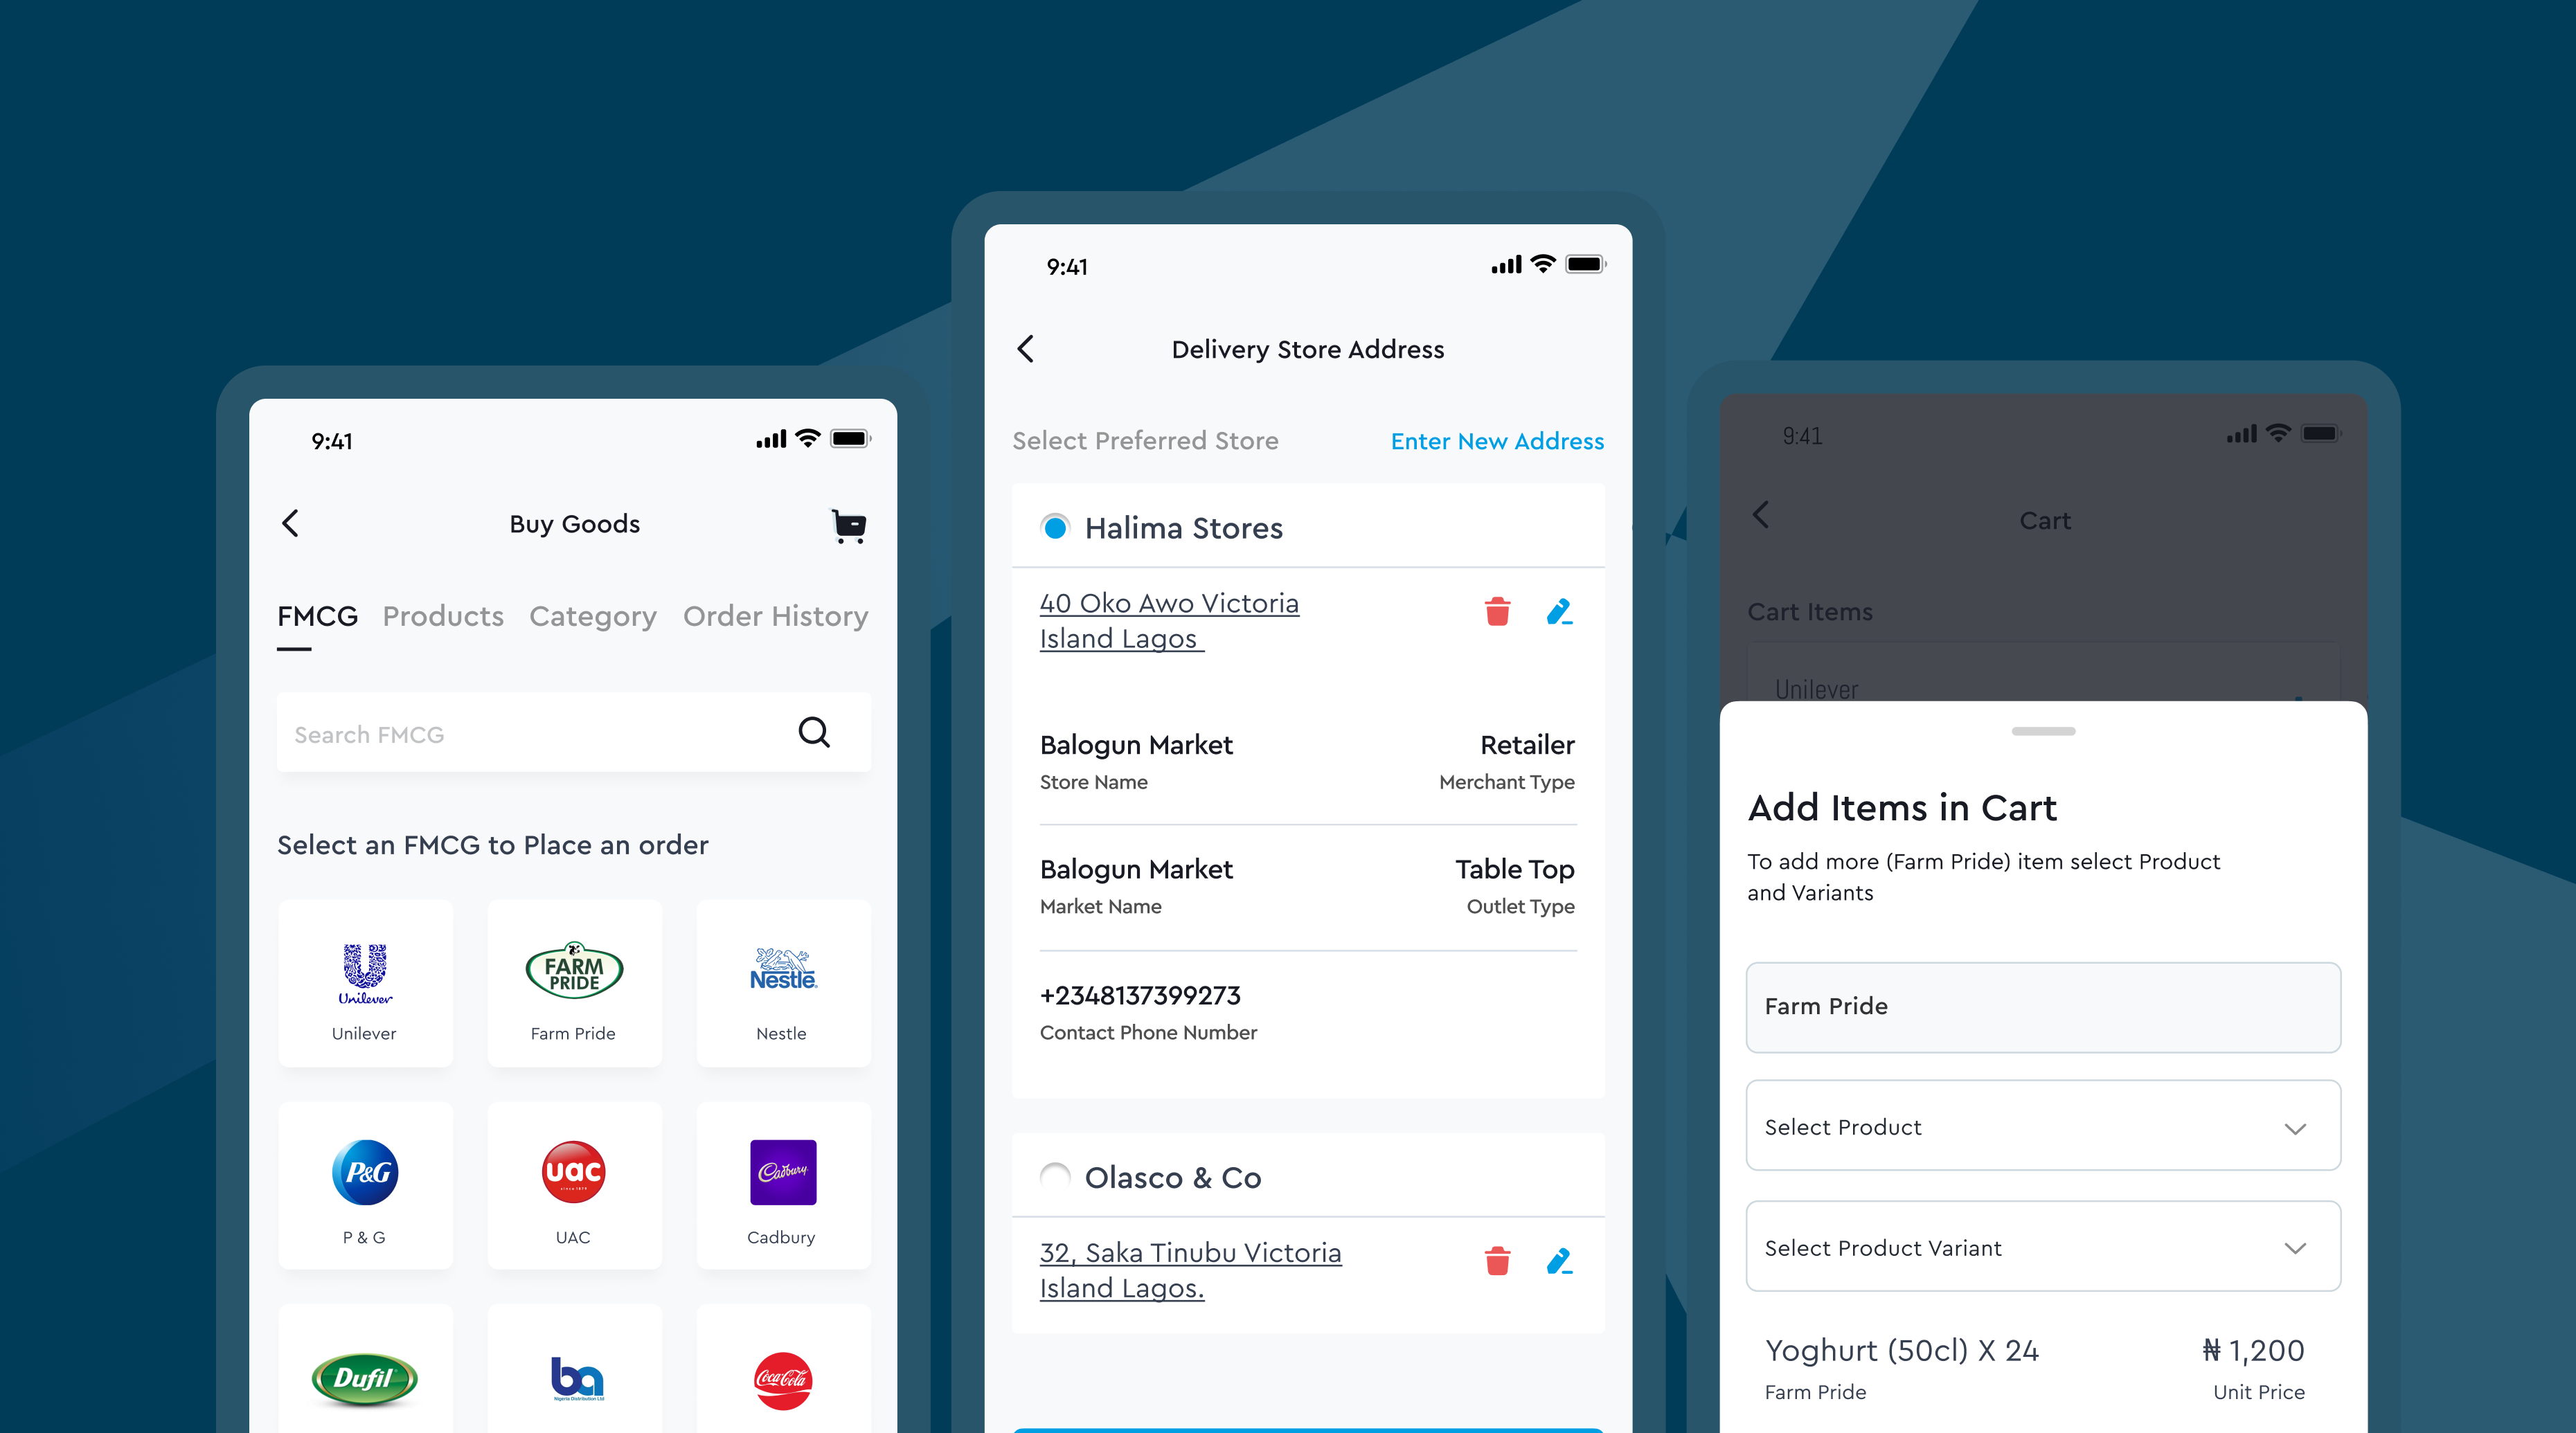 9:41
Buy Goods
FMCG Products Category Order History
Search FMCG
Select an FMCG to Place an order
Unilever
Unilever
FARM
PRIDE
Farm Pride
Nestlé
Nestle
P&G
P & G
uac
UAC
Cadbury
Cadbury
Dufil
ba
Nigeria Distribution Ltd
Coca-Cola
9:41
Delivery Store Address
Select Preferred Store Enter New Address
Halima Stores
40 Oko Awo Victoria
Island Lagos
Balogun Market Retailer
Store Name Merchant Type
Balogun Market Table Top
Market Name Outlet Type
+2348137399273
Contact Phone Number
Olasco & Co
32, Saka Tinubu Victoria
Island Lagos.
9:41
Cart
Cart Items
Unilever
Add Items in Cart
To add more (Farm Pride) item select Product
and Variants
Farm Pride
Select Product
Select Product Variant
Yoghurt (50cl) X 24 ₦ 1,200
Farm Pride Unit Price